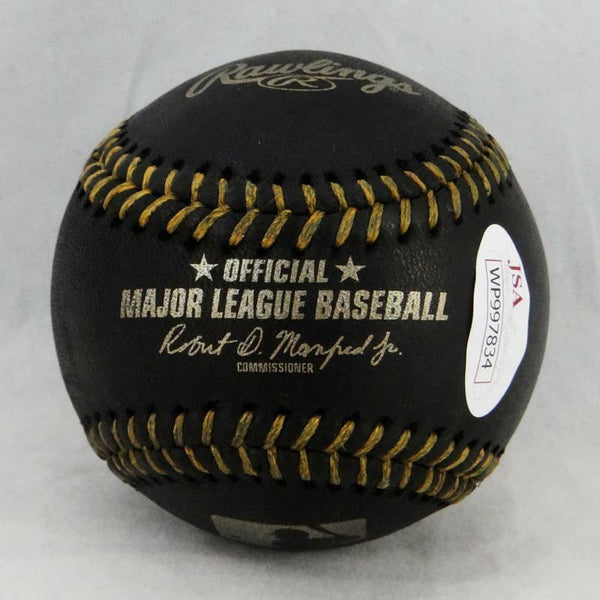 Rawlings
R
★ OFFICIAL ★
MAJOR LEAGUE BASEBALL
Robert D. Manfred Jr.
COMMISSIONER
JSA
WP997834